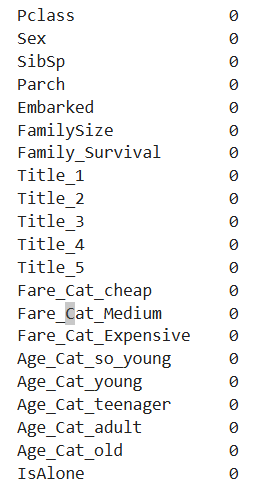 Pclass 0
Sex 0
SibSp 0
Parch 0
Embarked 0
FamilySize 0
Family_Survival 0
Title_1 0
Title_2 0
Title_3 0
Title_4 0
Title_5 0
Fare_Cat_cheap 0
Fare_Cat_Medium 0
Fare_Cat_Expensive 0
Age_Cat_so_young 0
Age_Cat_young 0
Age_Cat_teenager 0
Age_Cat_adult 0
Age_Cat_old 0
IsAlone 0